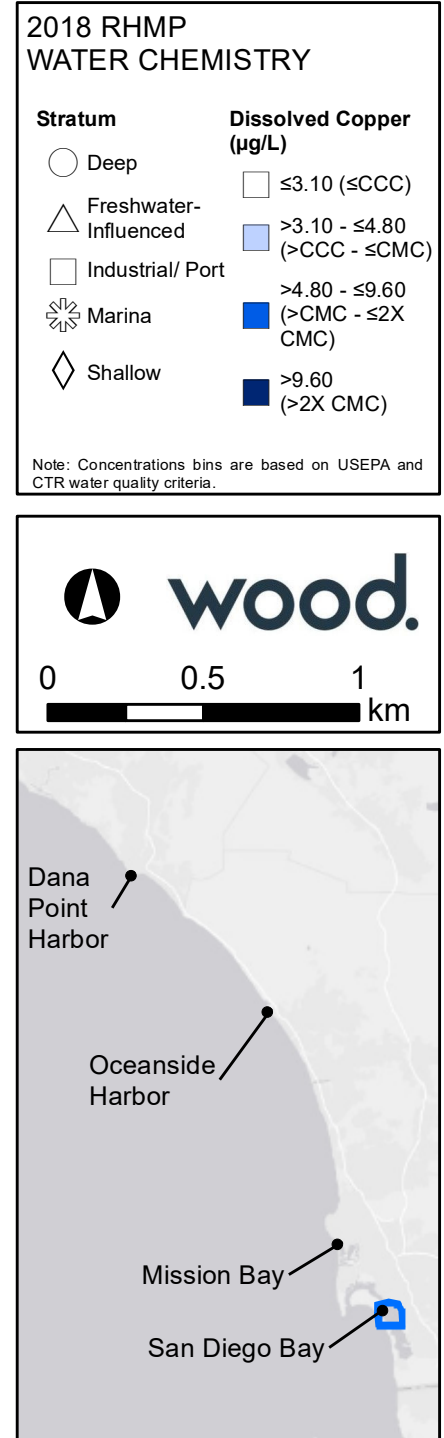 2018 RHMP
WATER CHEMISTRY
Stratum
Deep
Freshwater-
Influenced
Industrial/ Port
Marina
Shallow
Dissolved Copper
(µg/L)
≤3.10 (≤CCC)
>3.10 - ≤4.80
(>CCC - ≤CMC)
>4.80 - ≤9.60
(>CMC - ≤2X
CMC)
>9.60
(>2X CMC)
Note: Concentrations bins are based on USEPA and
CTR water quality criteria.
wood.
0 0.5 1
km
Dana
Point
Harbor
Oceanside
Harbor
Mission Bay
San Diego Bay